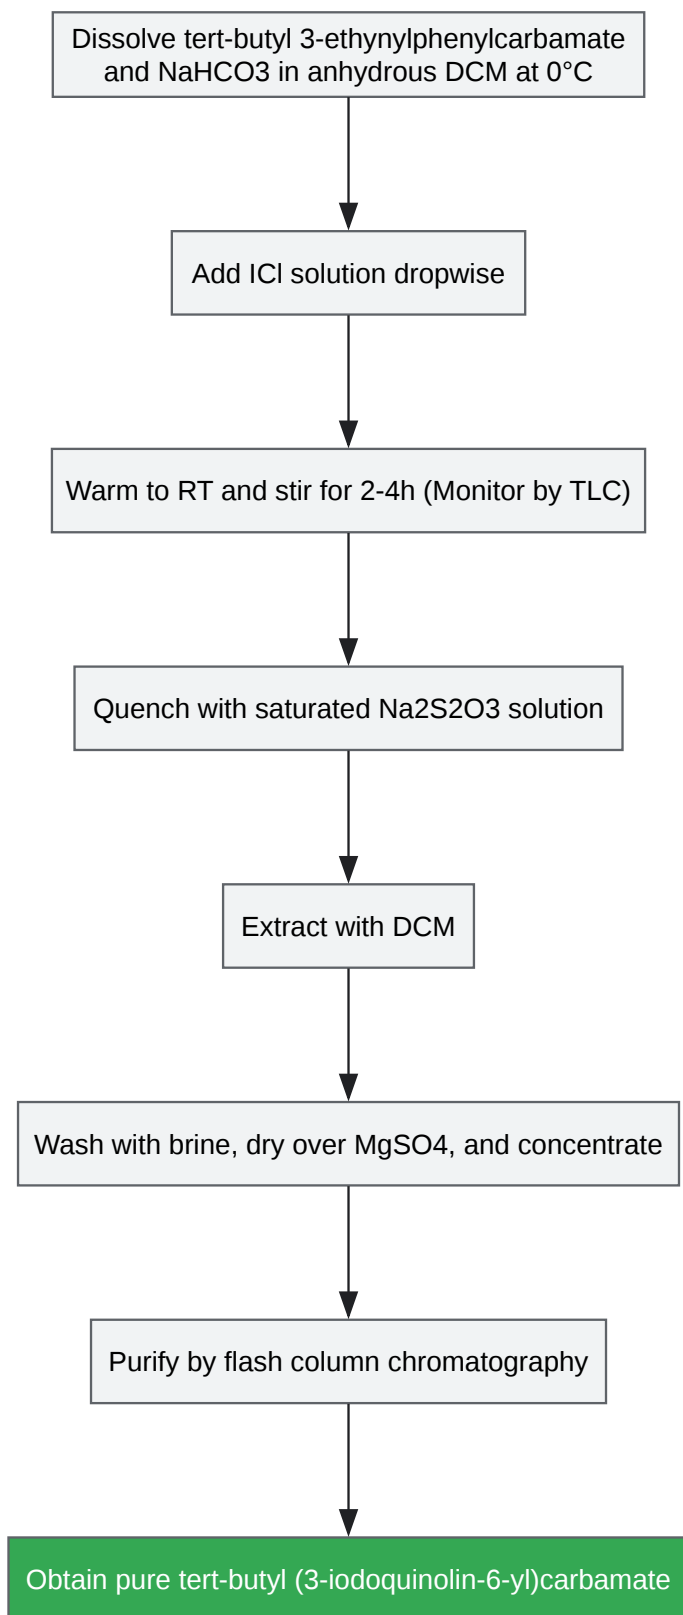 Dissolve tert-butyl 3-ethynylphenylcarbamate
and NaHCO3 in anhydrous DCM at 0°C
Add ICl solution dropwise
Warm to RT and stir for 2-4h (Monitor by TLC)
Quench with saturated Na2S2O3 solution
Extract with DCM
Wash with brine, dry over MgSO4, and concentrate
Purify by flash column chromatography
Obtain pure tert-butyl (3-iodoquinolin-6-yl)carbamate